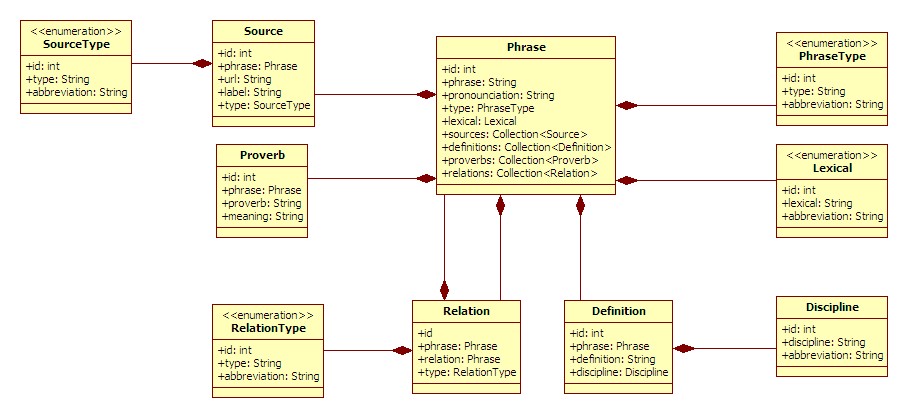 <<enumeration>>
SourceType
+id: int
+type: String
+abbreviation: String
Source
+id: int
+phrase: Phrase
+url: String
+label: String
+type: SourceType
Phrase
+id: int
+phrase: String
+pronounciation: String
+type: PhraseType
+lexical: Lexical
+sources: Collection<Source>
+definitions: Collection<Definition>
+proverbs: Collection<Proverb>
+relations: Collection<Relation>
<<enumeration>>
PhraseType
+id: int
+type: String
+abbreviation: String
Proverb
+id: int
+phrase: Phrase
+proverb: String
+meaning: String
<<enumeration>>
Lexical
+id: int
+lexical: String
+abbreviation: String
<<enumeration>>
RelationType
+id: int
+type: String
+abbreviation: String
Relation
+id
+phrase: Phrase
+relation: Phrase
+type: RelationType
Definition
+id: int
+phrase: Phrase
+definition: String
+discipline: Discipline
Discipline
+id: int
+discipline: String
+abbreviation: String